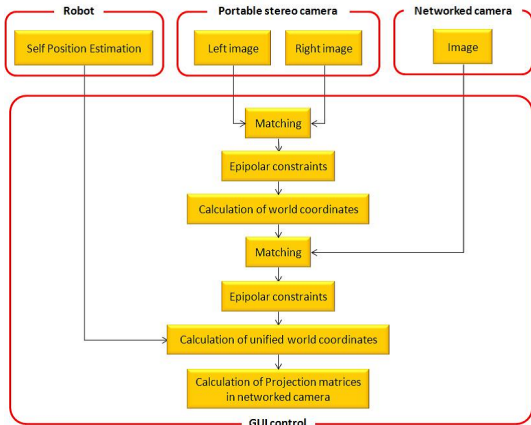 Robot
Portable stereo camera
Networked camera
Self Position Estimation
Left image
Right image
Image
Matching
Epipolar constraints
Calculation of world coordinates
Matching
Epipolar constraints
Calculation of unified world coordinates
Calculation of Projection matrices
in networked camera
GUI control